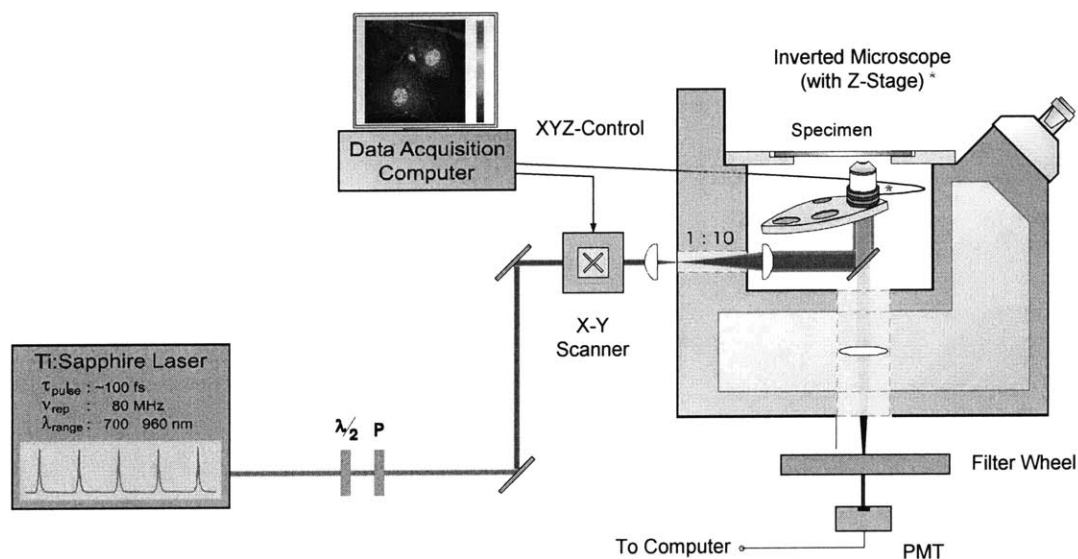 Inverted Microscope
(with Z-Stage) *
XYZ-Control
Specimen
Data Acquisition
Computer
*
1 : 10
X-Y
Scanner
Ti:Sapphire Laser
τpulse : ~100 fs
νrep : 80 MHz
λrange : 700 960 nm
λ/2 P
Filter Wheel
To Computer
PMT